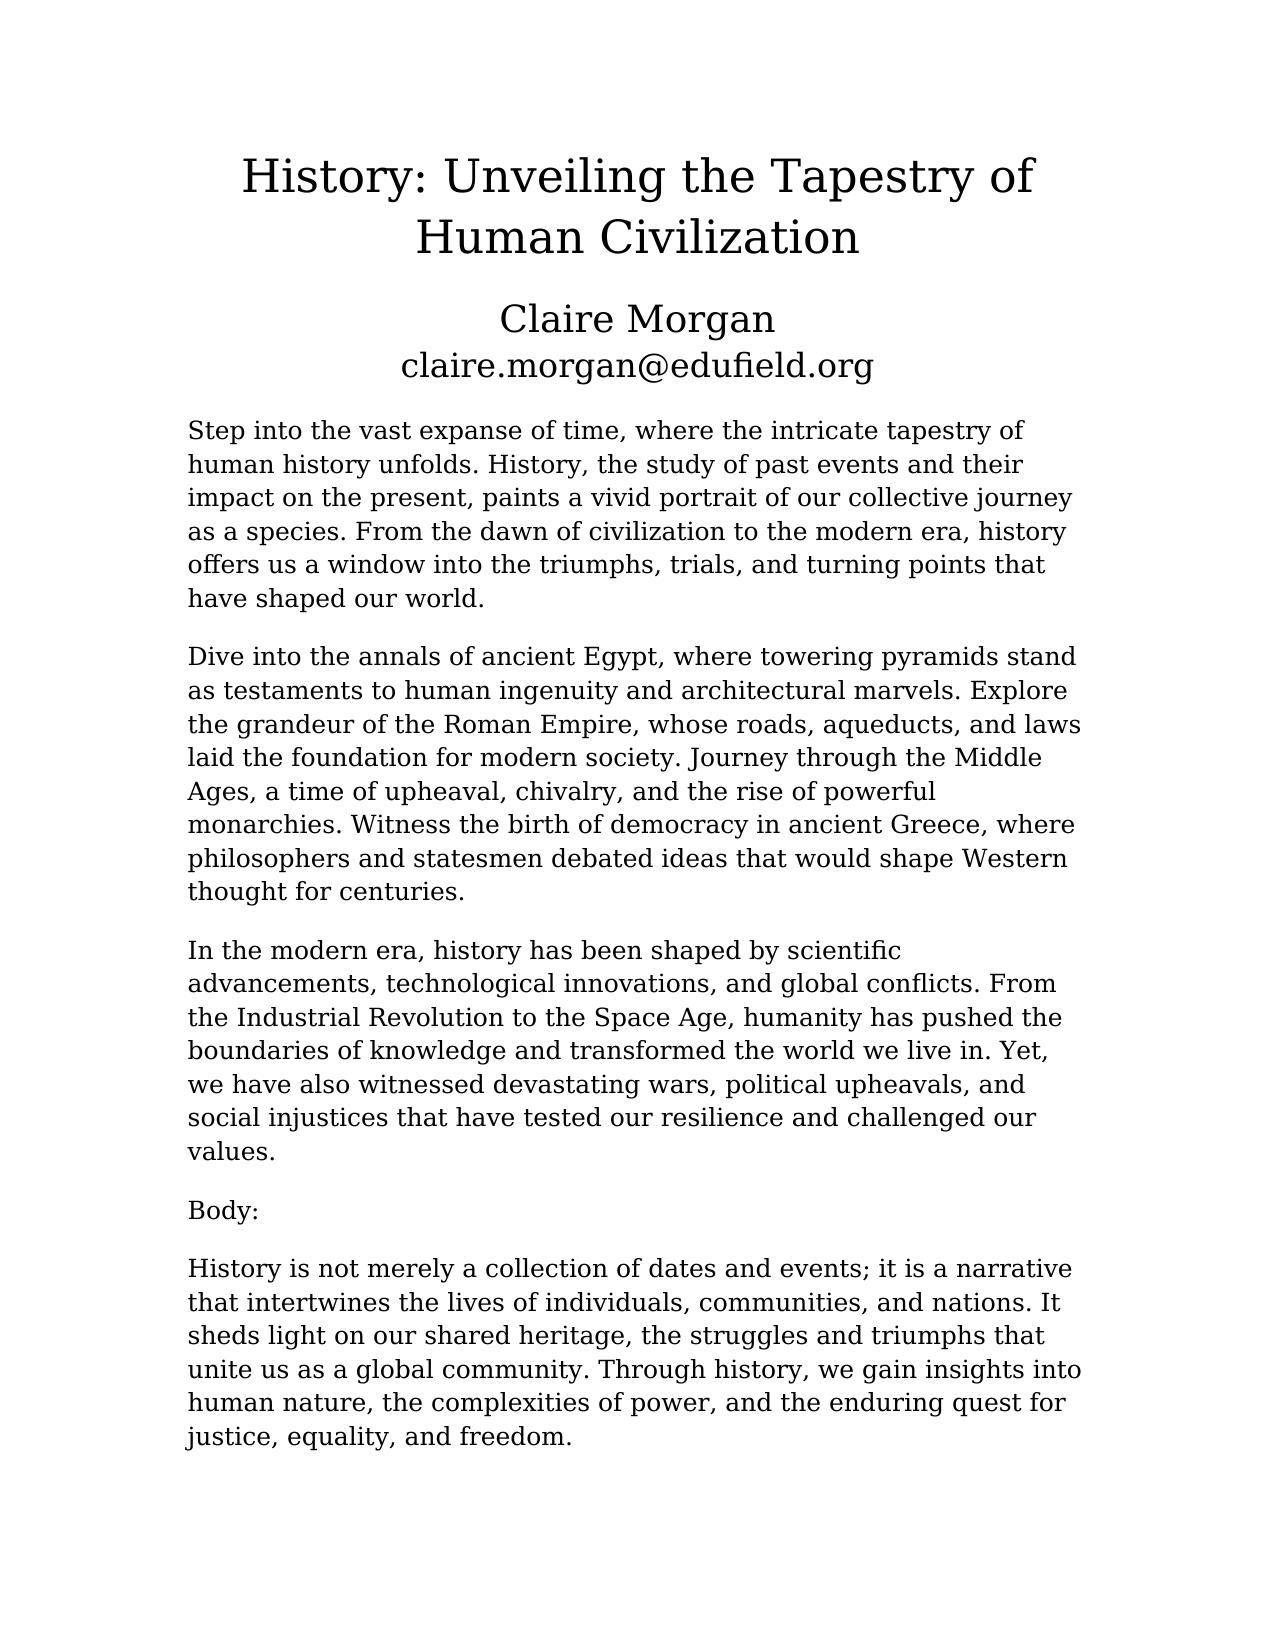 History: Unveiling the Tapestry of
Human Civilization
Claire Morgan
claire.morgan@edufield.org
Step into the vast expanse of time, where the intricate tapestry of
human history unfolds. History, the study of past events and their
impact on the present, paints a vivid portrait of our collective journey
as a species. From the dawn of civilization to the modern era, history
offers us a window into the triumphs, trials, and turning points that
have shaped our world.
Dive into the annals of ancient Egypt, where towering pyramids stand
as testaments to human ingenuity and architectural marvels. Explore
the grandeur of the Roman Empire, whose roads, aqueducts, and laws
laid the foundation for modern society. Journey through the Middle
Ages, a time of upheaval, chivalry, and the rise of powerful
monarchies. Witness the birth of democracy in ancient Greece, where
philosophers and statesmen debated ideas that would shape Western
thought for centuries.
In the modern era, history has been shaped by scientific
advancements, technological innovations, and global conflicts. From
the Industrial Revolution to the Space Age, humanity has pushed the
boundaries of knowledge and transformed the world we live in. Yet,
we have also witnessed devastating wars, political upheavals, and
social injustices that have tested our resilience and challenged our
values.
Body:
History is not merely a collection of dates and events; it is a narrative
that intertwines the lives of individuals, communities, and nations. It
sheds light on our shared heritage, the struggles and triumphs that
unite us as a global community. Through history, we gain insights into
human nature, the complexities of power, and the enduring quest for
justice, equality, and freedom.